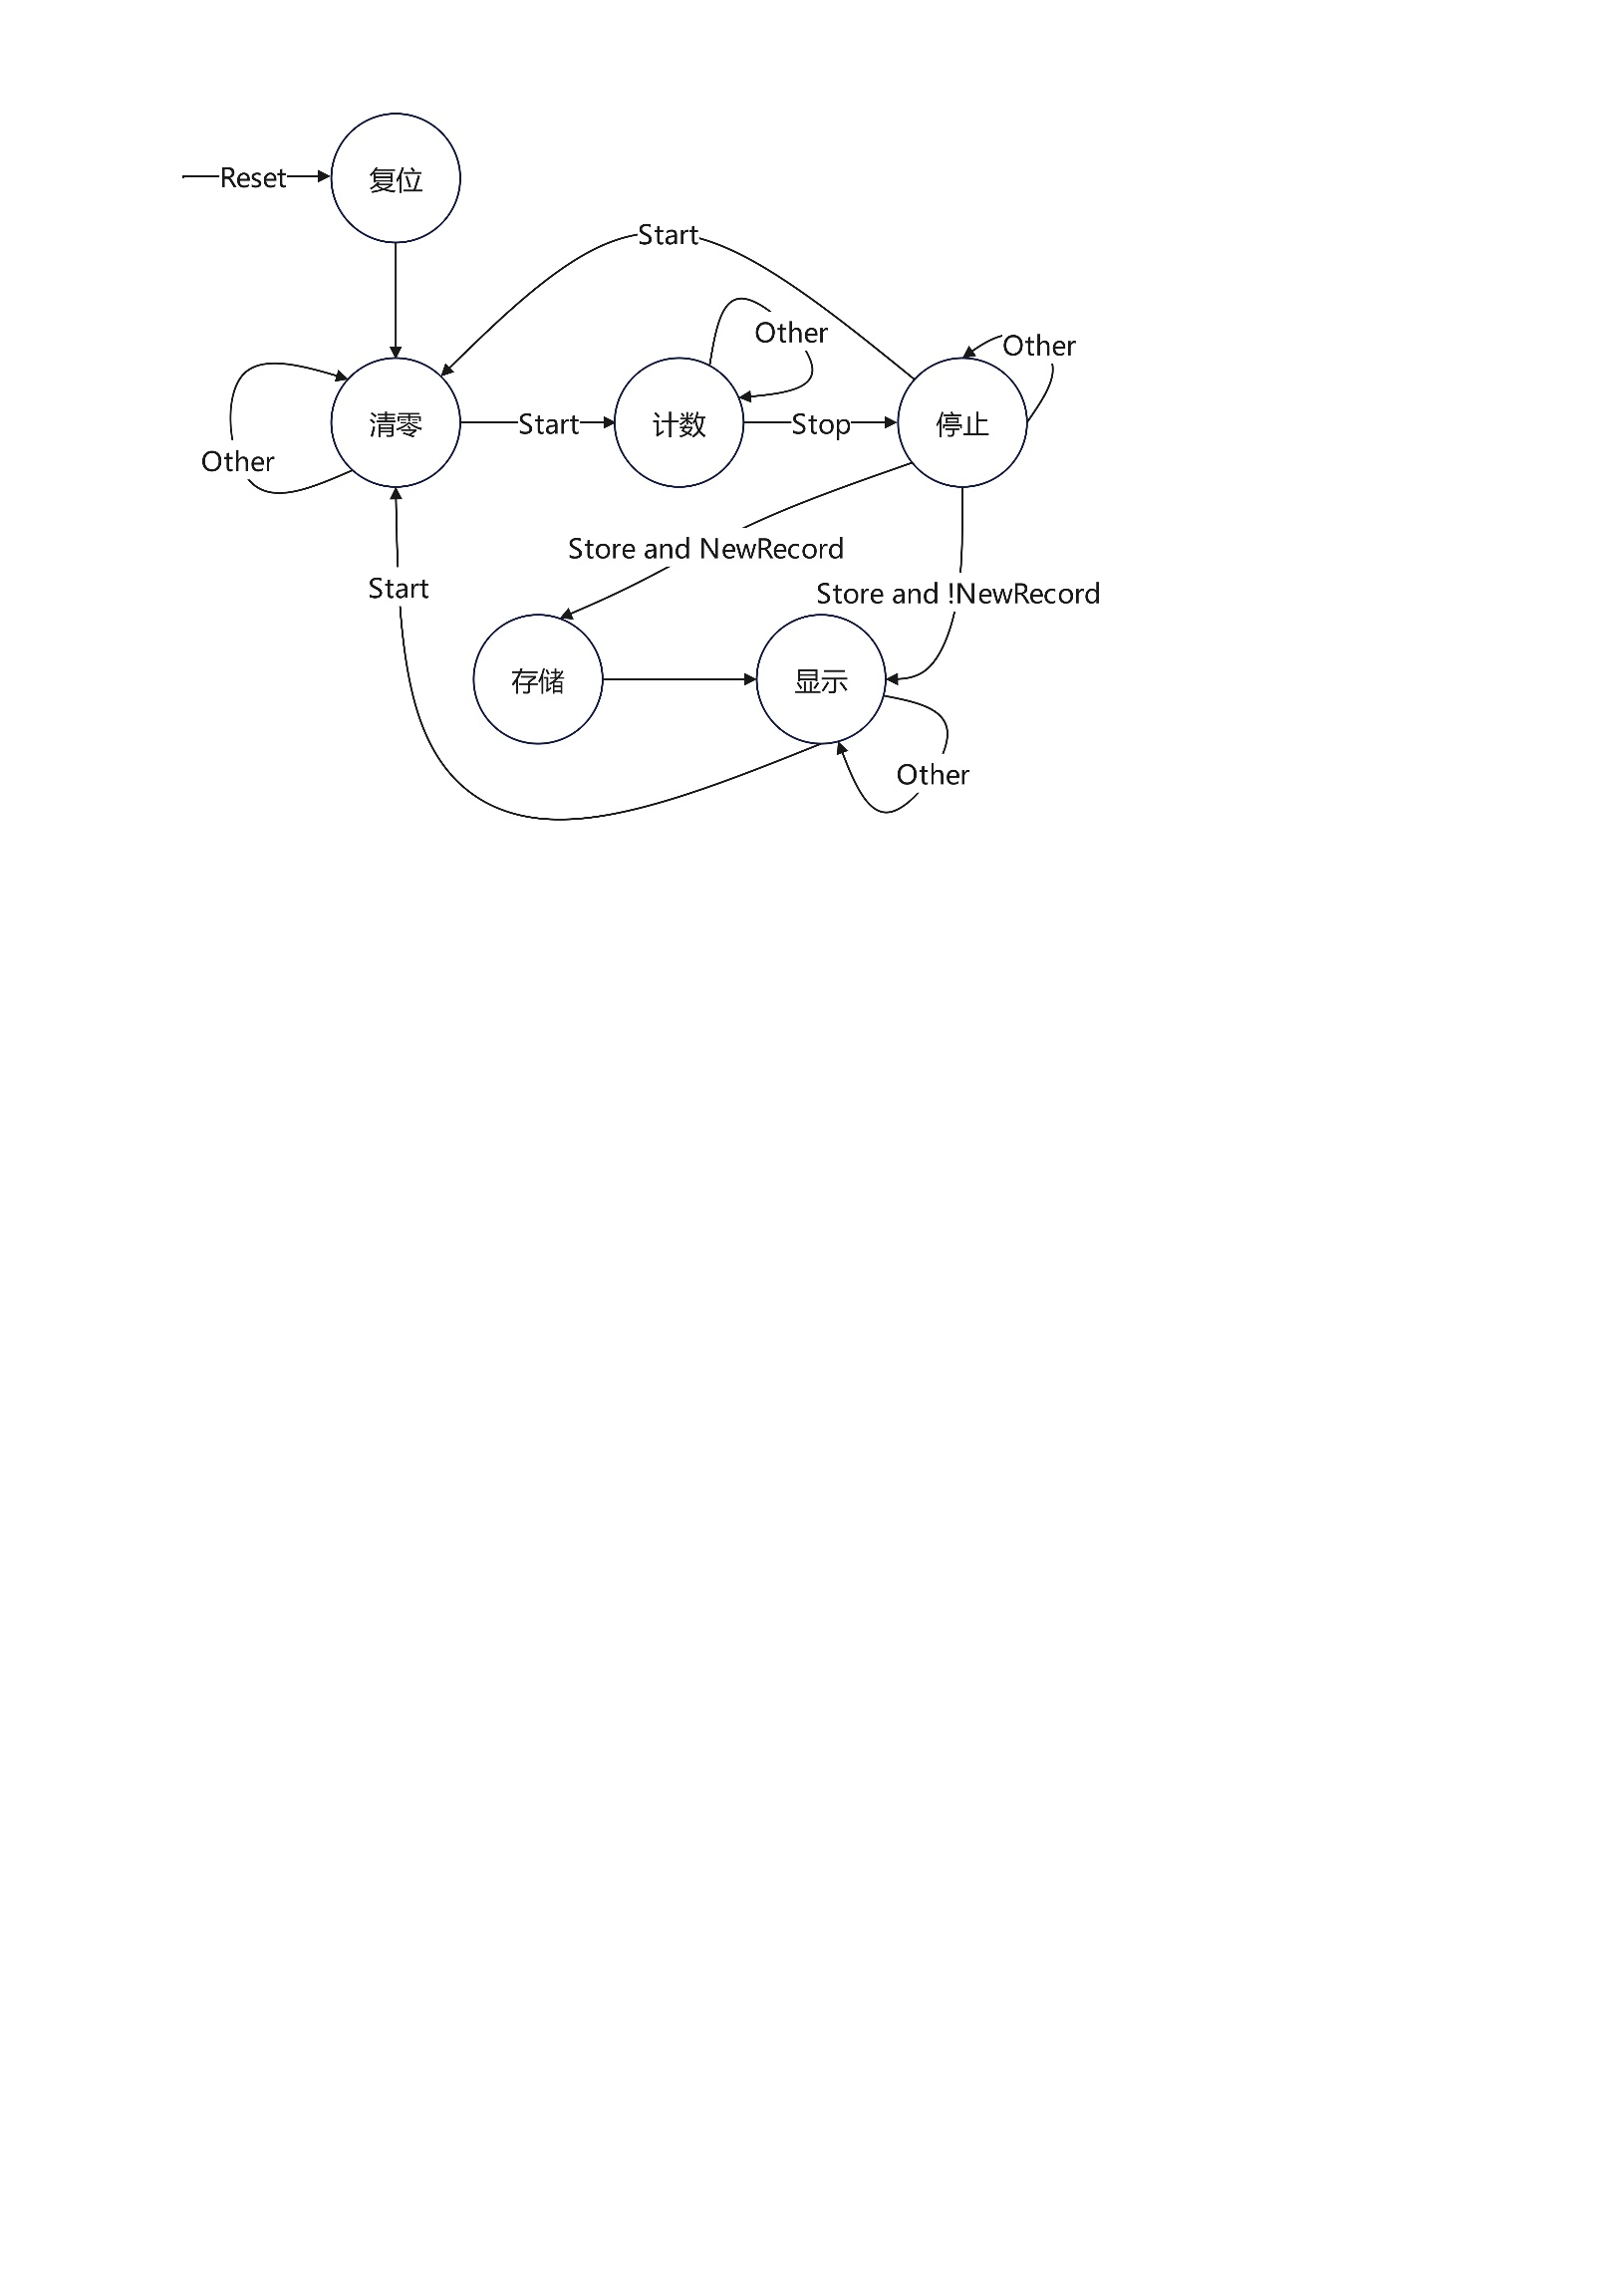 Reset
复位
Start
Other
Other
清零
Start
计数
Stop
停止
Other
Store and NewRecord
Start
Store and !NewRecord
存储
显示
Other